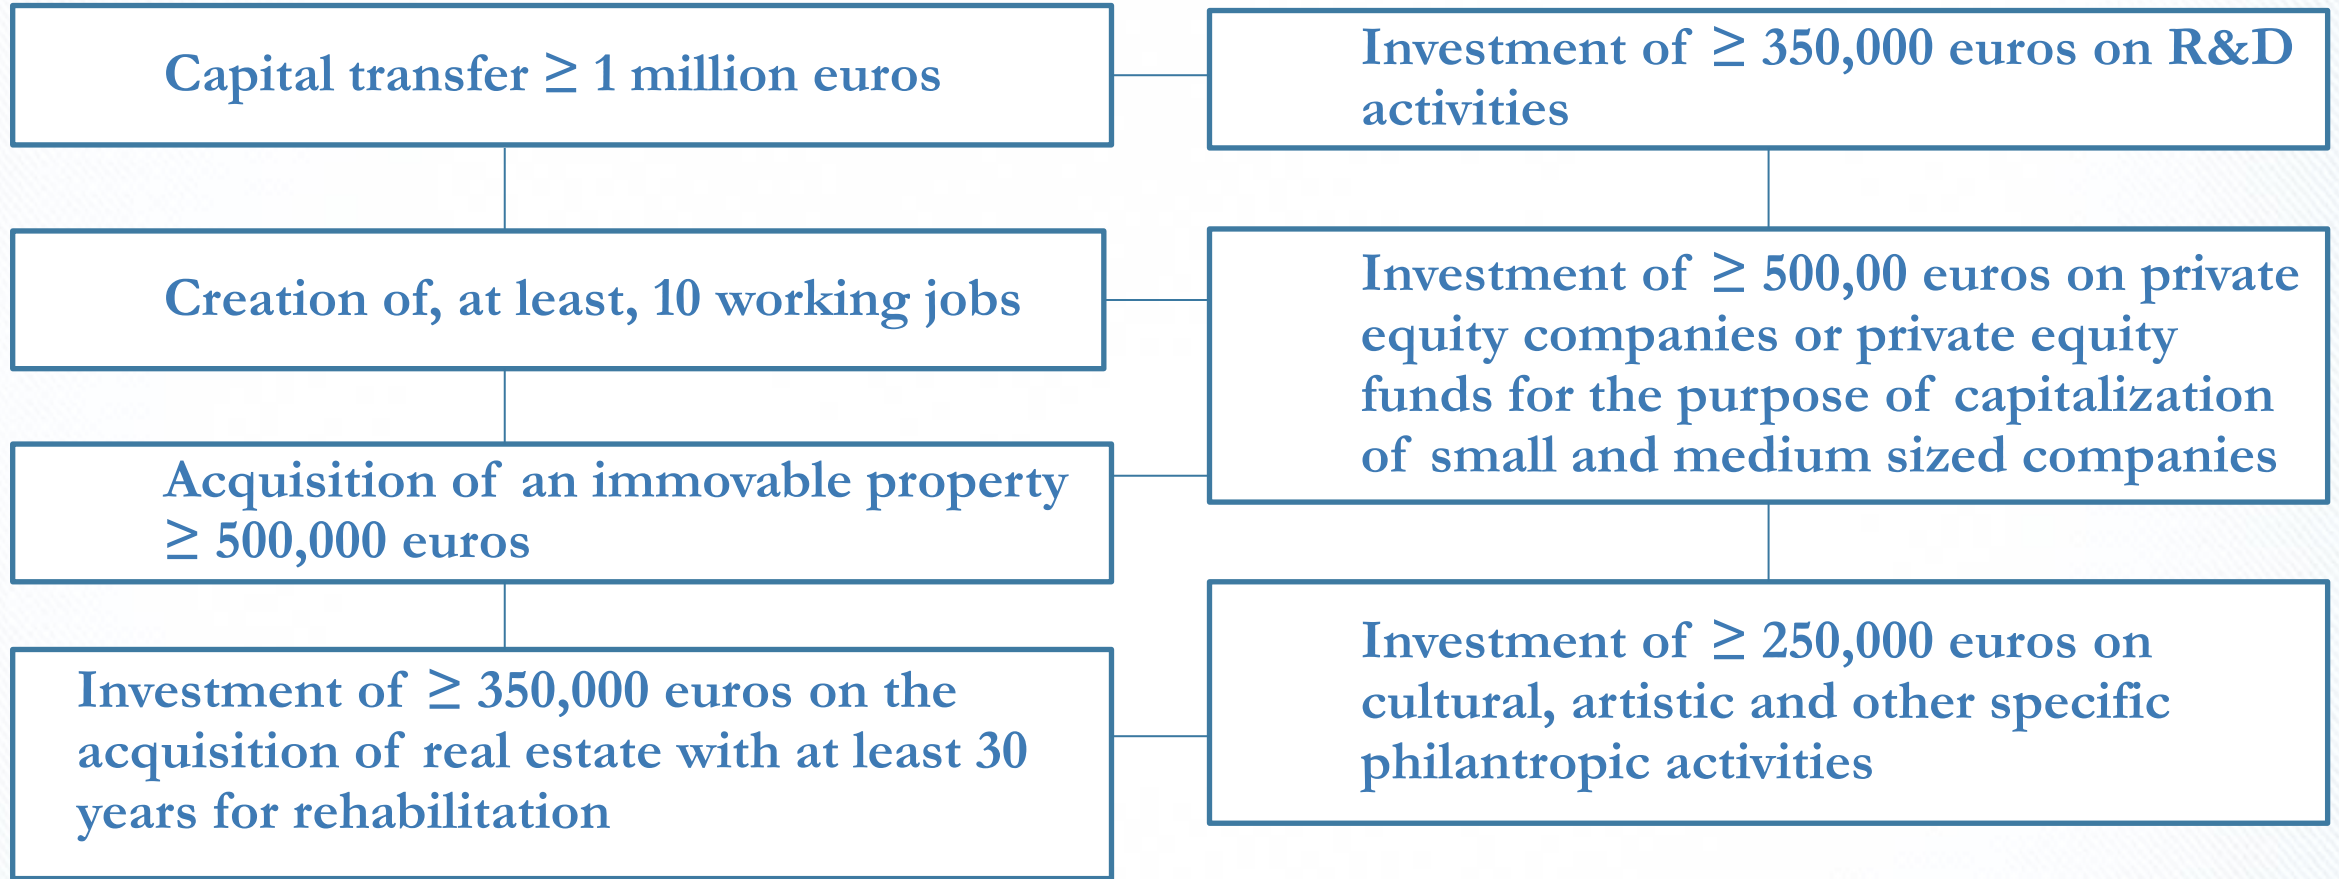 Capital transfer ≥ 1 million euros
Investment of ≥ 350,000 euros on R&D
activities
Creation of, at least, 10 working jobs
Investment of ≥ 500,00 euros on private
equity companies or private equity
funds for the purpose of capitalization
of small and medium sized companies
Acquisition of an immovable property
≥ 500,000 euros
Investment of ≥ 350,000 euros on the
acquisition of real estate with at least 30
years for rehabilitation
Investment of ≥ 250,000 euros on
cultural, artistic and other specific
philantropic activities